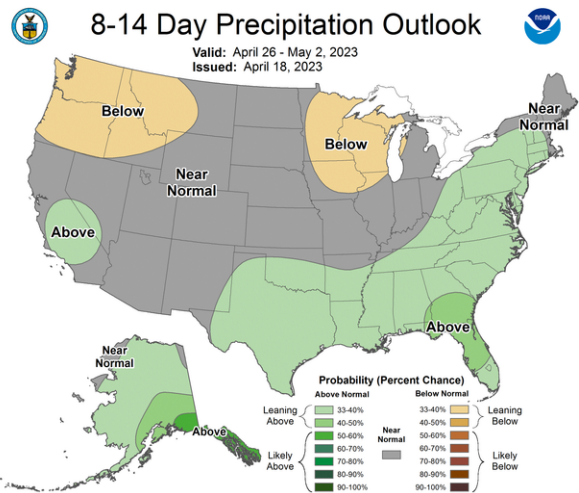 8-14 Day Precipitation Outlook
Valid: April 26 - May 2, 2023
Issued: April 18, 2023
NOAA
Below
Below
Near
Normal
Near
Normal
Above
Above
Near
Normal
Above
Probability (Percent Chance)
Above Normal
Below Normal
Leaning
Above
33-40%
40-50%
Likely
Above
50-60%
60-70%
70-80%
80-90%
90-100%
Near
Normal
33-40%
40-50%
Leaning
Below
50-60%
60-70%
70-80%
80-90%
90-100%
Likely
Below